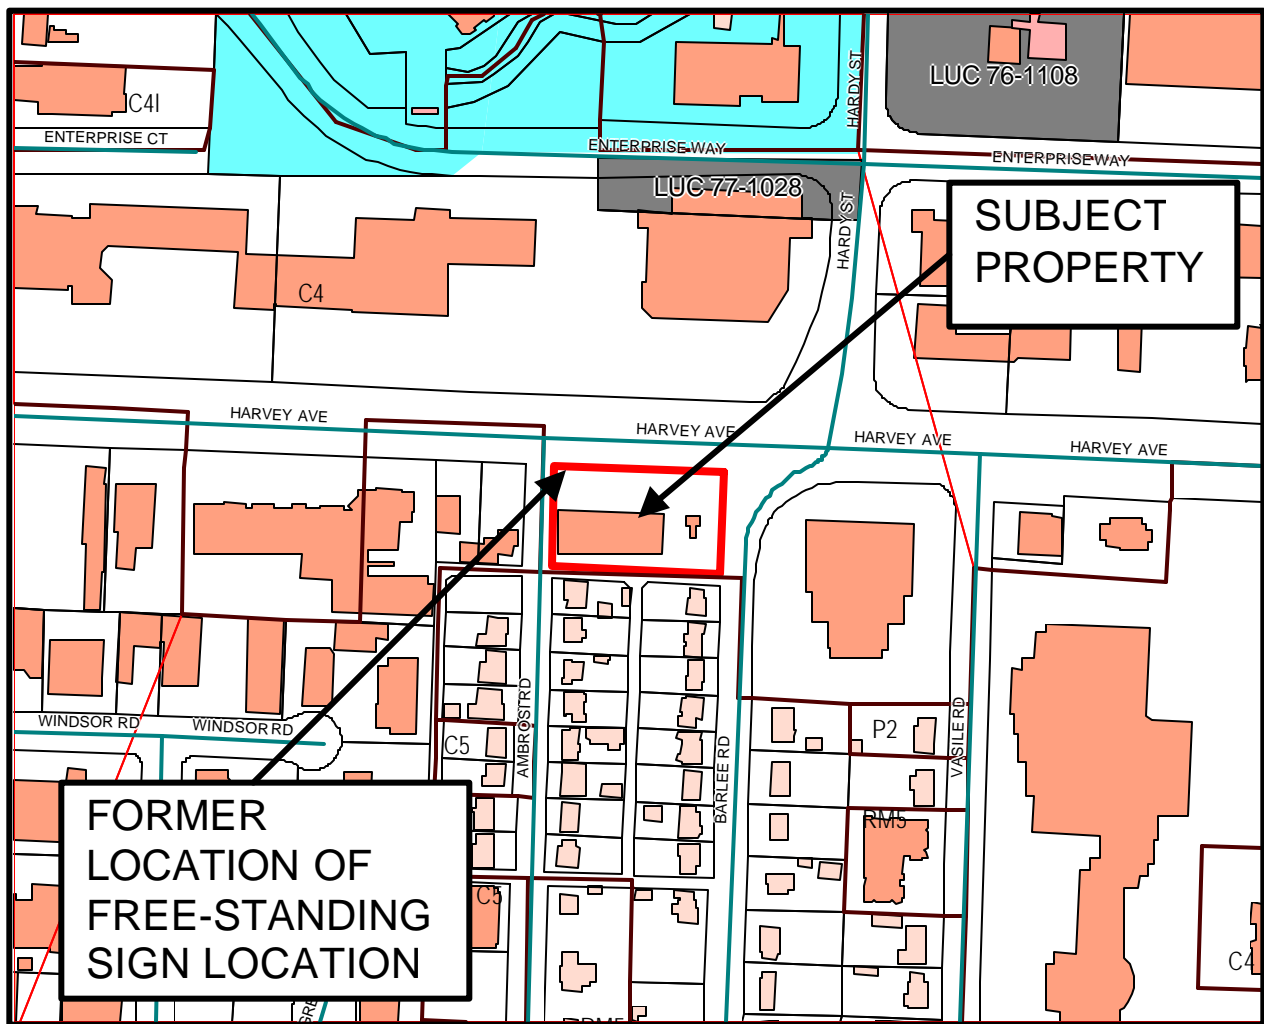 HARDY ST
LUC 76-1108
C4I
ENTERPRISE CT
ENTERPRISE WAY
ENTERPRISE WAY
LUC 77-1028
HARDY ST
SUBJECT
PROPERTY
C4
HARVEY AVE
HARVEY AVE
HARVEY AVE
HARVEY AVE
WINDSOR RD
WINDSOR RD
AMBROSI RD
BARLEE RD
VASILE RD
C5
P2
RM5
FORMER
LOCATION OF
FREE-STANDING
SIGN LOCATION
C5
C4
RM5